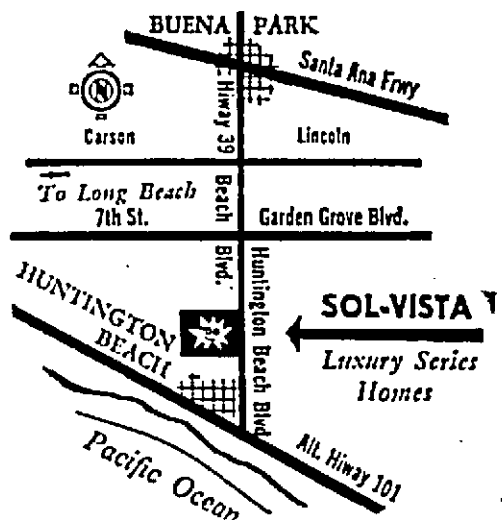 BUENA PARK
Santa Ana Frwy
N
Hiway 39
Carson
Lincoln
To Long Beach
7th St.
Beach Blvd.
Garden Grove Blvd.
HUNTINGTON
BEACH
Huntington Beach Blvd
SOL-VISTA
Luxury Series
Homes
Alt. Hiway 101
Pacific Ocean